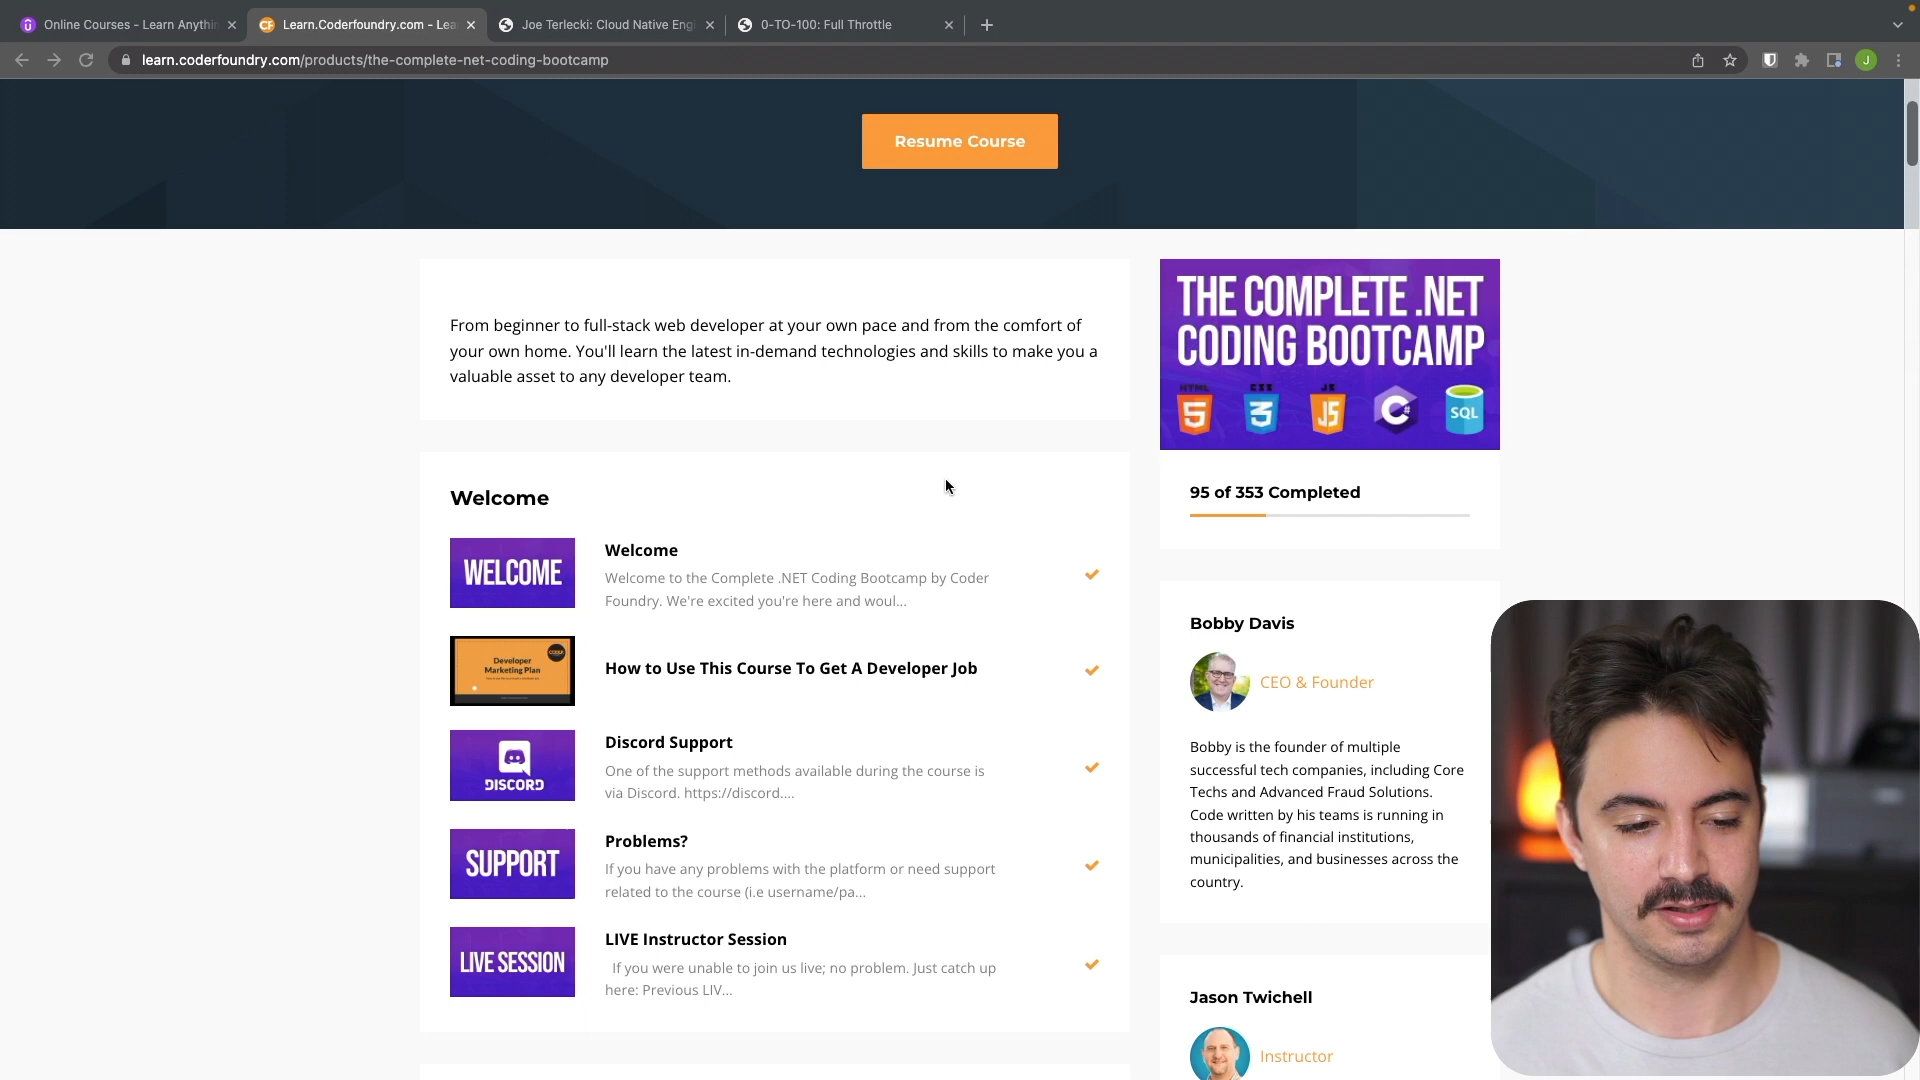 Online Courses - Learn Anythin
Learn.Coderfoundry.com - Lea
Joe Terlecki: Cloud Native Engi
0-TO-100: Full Throttle
learn.coderfoundry.com/products/the-complete-net-coding-bootcamp
J
Resume Course
From beginner to full-stack web developer at your own pace and from the comfort of
your own home. You'll learn the latest in-demand technologies and skills to make you a
valuable asset to any developer team.
Welcome
WELCOME
Welcome
Welcome to the Complete .NET Coding Bootcamp by Coder
Foundry. We're excited you're here and woul...
Developer
Marketing Plan
How to Use This Course To Get A Developer Job
DISCORD
Discord Support
One of the support methods available during the course is
via Discord. https://discord....
SUPPORT
Problems?
If you have any problems with the platform or need support
related to the course (i.e username/pa...
LIVE SESSION
LIVE Instructor Session
If you were unable to join us live; no problem. Just catch up
here: Previous LIV...
THE COMPLETE .NET
CODING BOOTCAMP
HTML CSS JS
5 3 JS C# SQL
95 of 353 Completed
Bobby Davis
CEO & Founder
Bobby is the founder of multiple
successful tech companies, including Core
Techs and Advanced Fraud Solutions.
Code written by his teams is running in
thousands of financial institutions,
municipalities, and businesses across the
country.
Jason Twichell
Instructor